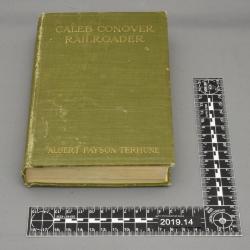 CALEB CONOVER
RAILROADER
ALBERT PAYSON TERHUNE
2019.14